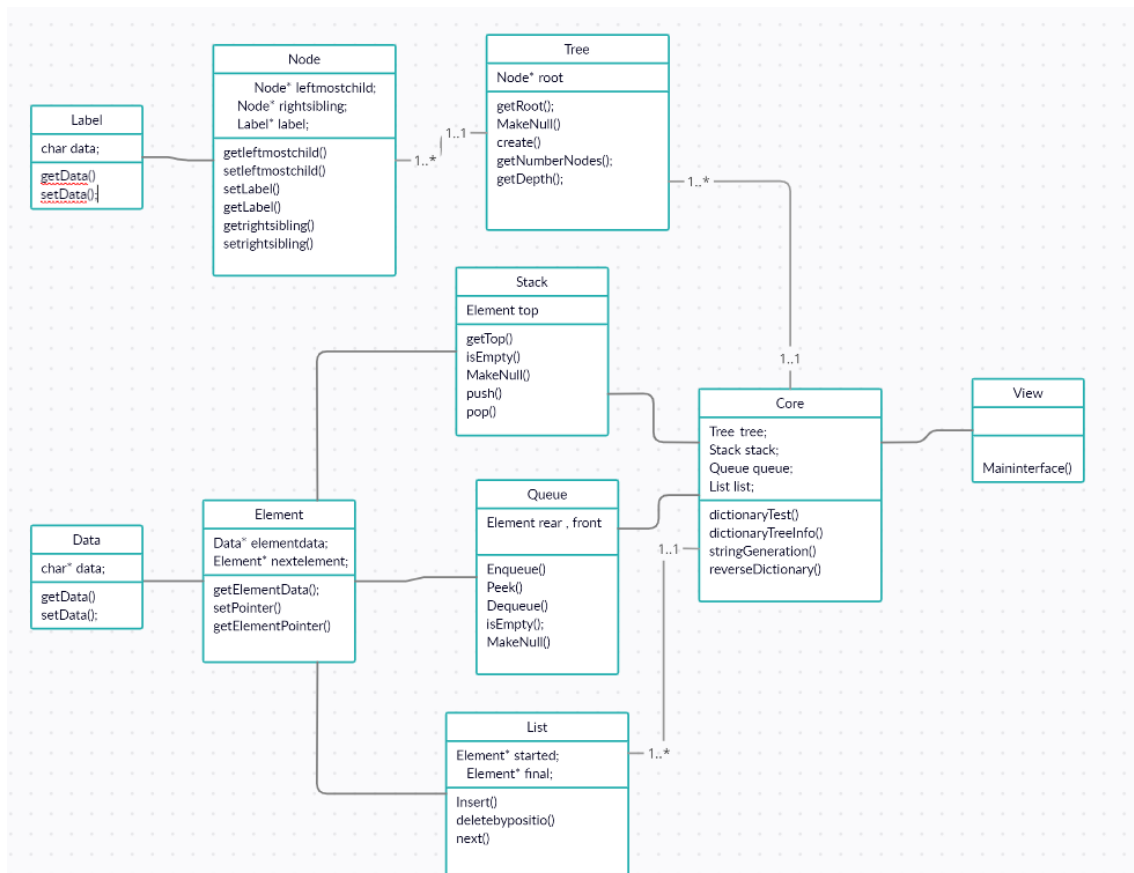 Label
char data;
getData()
setData();
Node
Node* leftmostchild;
Node* rightsibling;
Label* label;
getleftmostchild()
setleftmostchild()
setLabel()
getLabel()
getrightsibling()
setrightsibling()
1..*
1..1
Tree
Node* root
getRoot();
MakeNull()
create()
getNumberNodes();
getDepth();
1..*
1..1
Stack
Element top
getTop()
isEmpty()
MakeNull()
push()
pop()
Core
Tree tree;
Stack stack;
Queue queue;
List list;
dictionaryTest()
dictionaryTreeInfo()
stringGeneration()
reverseDictionary()
View
Maininterface()
Data
char* data;
getData()
setData();
Element
Data* elementdata;
Element* nextelement;
getElementData();
setPointer()
getElementPointer()
Queue
Element rear , front
Enqueue()
Peek()
Dequeue()
isEmpty();
MakeNull()
1..1
1..*
List
Element* started;
Element* final;
Insert()
deletebypositio()
next()